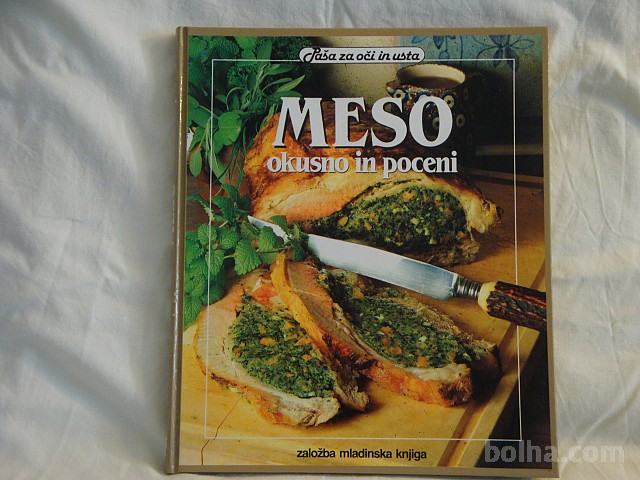 Paša za oči in usta
MESO
okusno in poceni
založba mladinska knjiga
bolha.com